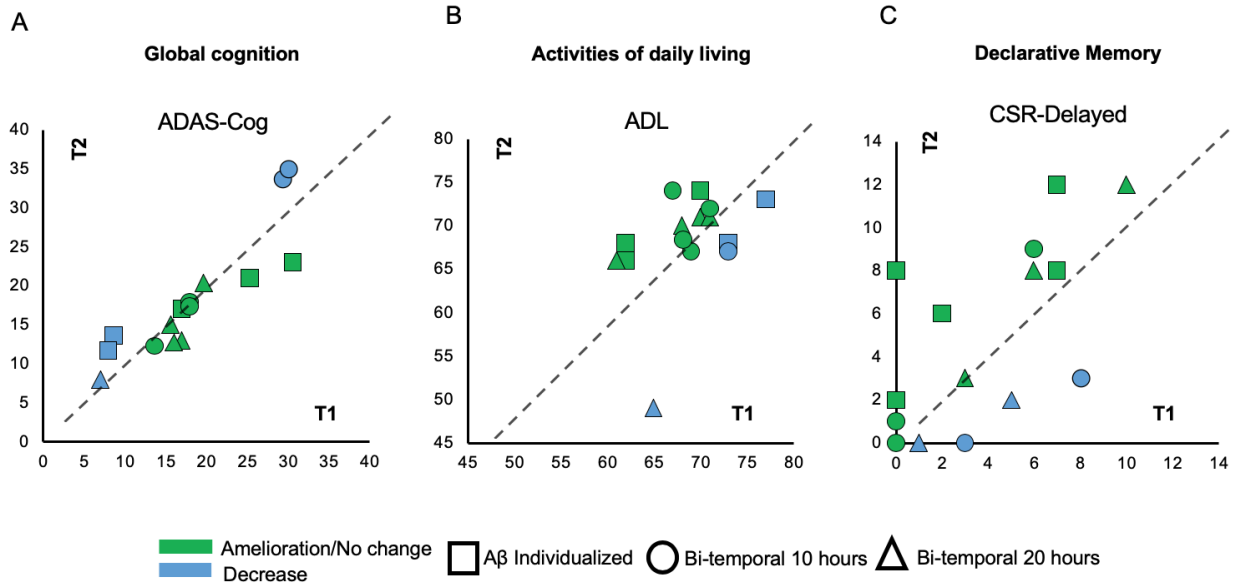 A
B
C
Global cognition
Activities of daily living
Declarative Memory
ADAS-Cog
ADL
CSR-Delayed
T2
40
35
30
25
20
15
10
5
0
T1
0 5 10 15 20 25 30 35 40
T2
80
75
70
65
60
55
50
45
T1
45 50 55 60 65 70 75 80
T2
14
12
10
8
6
4
2
0
T1
0 2 4 6 8 10 12 14
Amelioration/No change
Decrease
Aβ Individualized
Bi-temporal 10 hours
Bi-temporal 20 hours